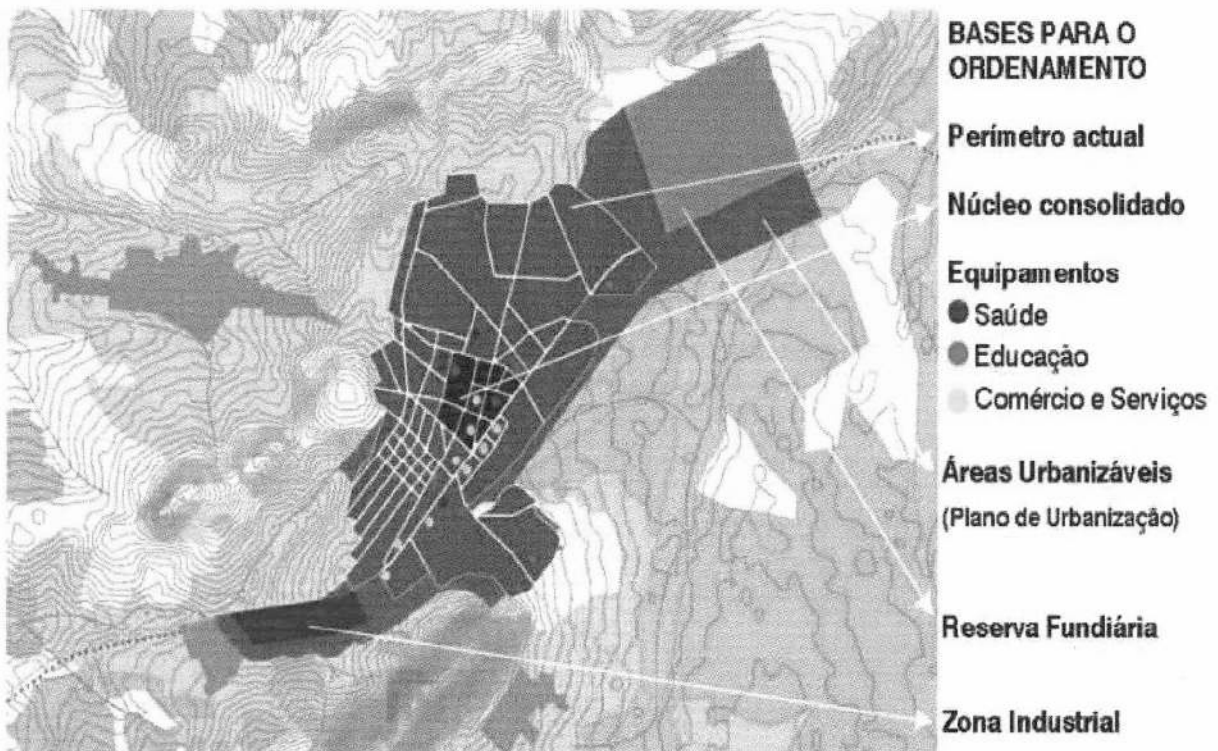 BASES PARA O
ORDENAMENTO
Perímetro actual
Núcleo consolidado
Equipamentos
Saúde
Educação
Comércio e Serviços
Áreas Urbanizáveis
(Plano de Urbanização)
Reserva Fundiária
Zona Industrial